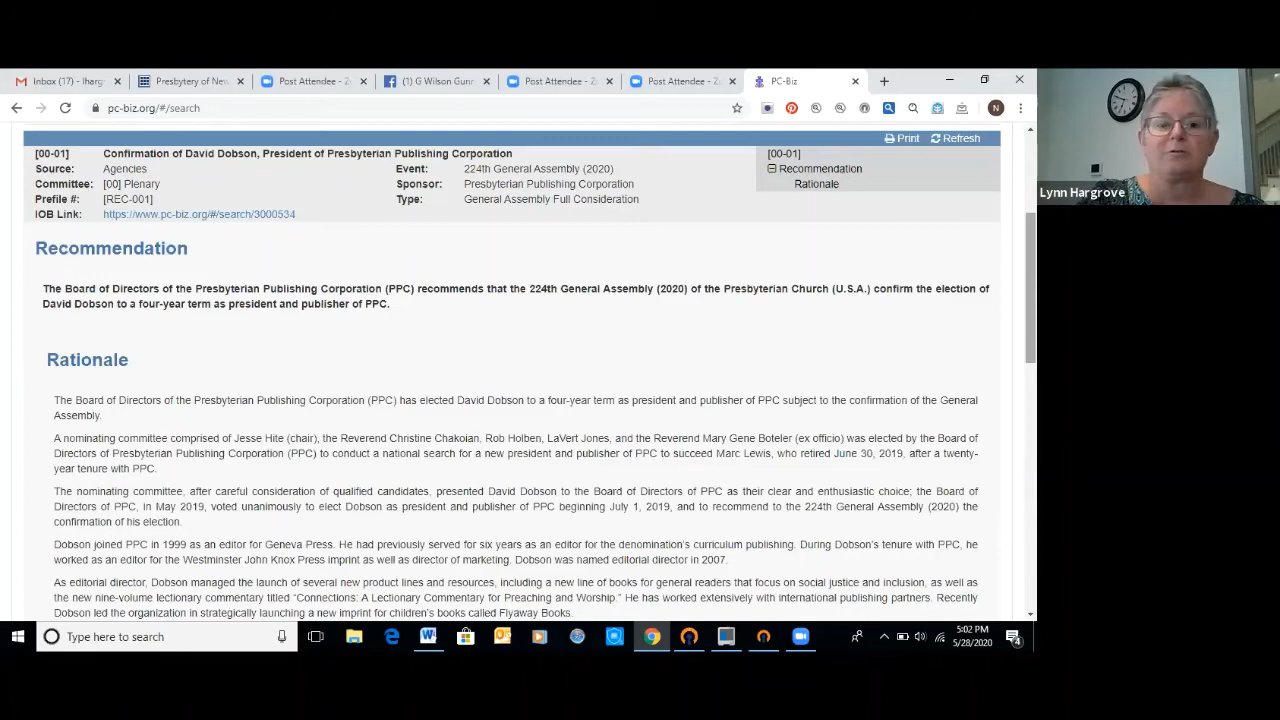 Inbox (17) - lharg
Presbytery of New
Post Attendee - Zo
(1) G Wilson Gunn
Post Attendee - Zo
Post Attendee - Zo
PC-Biz
pc-biz.org/#/search
N
Print Refresh
[00-01] Confirmation of David Dobson, President of Presbyterian Publishing Corporation
Source: Agencies Event: 224th General Assembly (2020)
Committee: [00] Plenary Sponsor: Presbyterian Publishing Corporation
Prefile #: [REC-001] Type: General Assembly Full Consideration
IOB Link: https://www.pc-biz.org/#/search/3000534
[00-01]
Recommendation
Rationale
Lynn Hargrove
Recommendation
The Board of Directors of the Presbyterian Publishing Corporation (PPC) recommends that the 224th General Assembly (2020) of the Presbyterian Church (U.S.A.) confirm the election of
David Dobson to a four-year term as president and publisher of PPC.
Rationale
The Board of Directors of the Presbyterian Publishing Corporation (PPC) has elected David Dobson to a four-year term as president and publisher of PPC subject to the confirmation of the General
Assembly.
A nominating committee comprised of Jesse Hite (chair), the Reverend Christine Chakoian, Rob Holben, LaVert Jones, and the Reverend Mary Gene Boteler (ex officio) was elected by the Board of
Directors of Presbyterian Publishing Corporation (PPC) to conduct a national search for a new president and publisher of PPC to succeed Marc Lewis, who retired June 30, 2019, after a twenty-
year tenure with PPC.
The nominating committee, after careful consideration of qualified candidates, presented David Dobson to the Board of Directors of PPC as their clear and enthusiastic choice; the Board of
Directors of PPC, in May 2019, voted unanimously to elect Dobson as president and publisher of PPC beginning July 1, 2019, and to recommend to the 224th General Assembly (2020) the
confirmation of his election.
Dobson joined PPC in 1999 as an editor for Geneva Press. He had previously served for six years as an editor for the denomination's curriculum publishing. During Dobson's tenure with PPC, he
worked as an editor for the Westminster John Knox Press imprint as well as director of marketing. Dobson was named editorial director in 2007.
As editorial director, Dobson managed the launch of several new product lines and resources, including a new line of books for general readers that focus on social justice and inclusion, as well as
the new nine-volume lectionary commentary titled "Connections: A Lectionary Commentary for Preaching and Worship." He has worked extensively with international publishing partners. Recently
Dobson led the organization in strategically launching a new imprint for children's books called Flyaway Books.
Type here to search
5:02 PM
5/28/2020
4